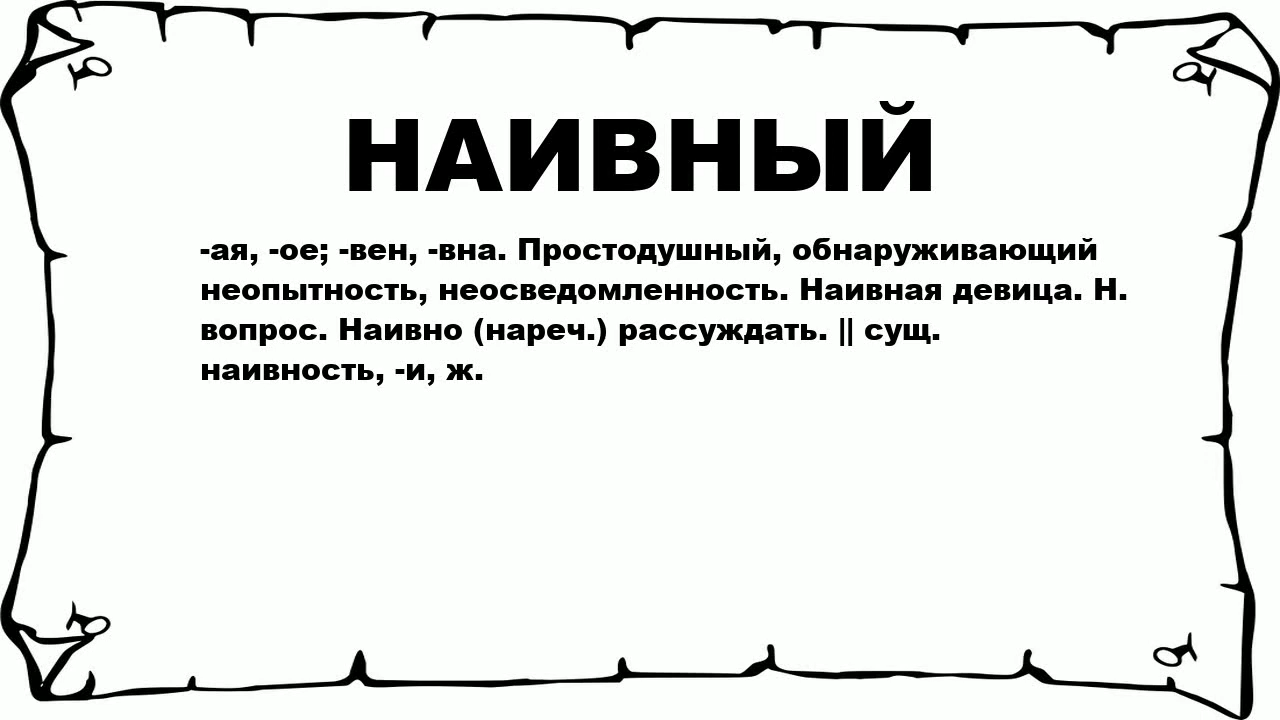 НАИВНЫЙ
-ая, -ое; -вен, -вна. Простодушный, обнаруживающий
неопытность, неосведомленность. Наивная девица. Н.
вопрос. Наивно (нареч.) рассуждать. || сущ.
наивность, -и, ж.